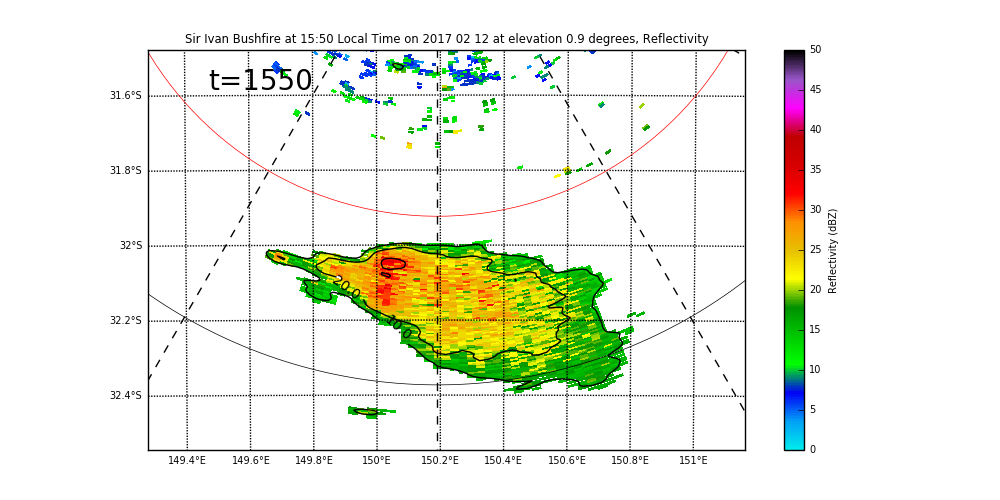 Sir Ivan Bushfire at 15:50 Local Time on 2017 02 12 at elevation 0.9 degrees, Reflectivity
t=1550
31.6°S
31.8°S
32°S
32.2°S
32.4°S
149.4°E 149.6°E 149.8°E 150°E 150.2°E 150.4°E 150.6°E 150.8°E 151°E
50
45
40
35
30
25
20
15
10
5
0
Reflectivity (dBZ)